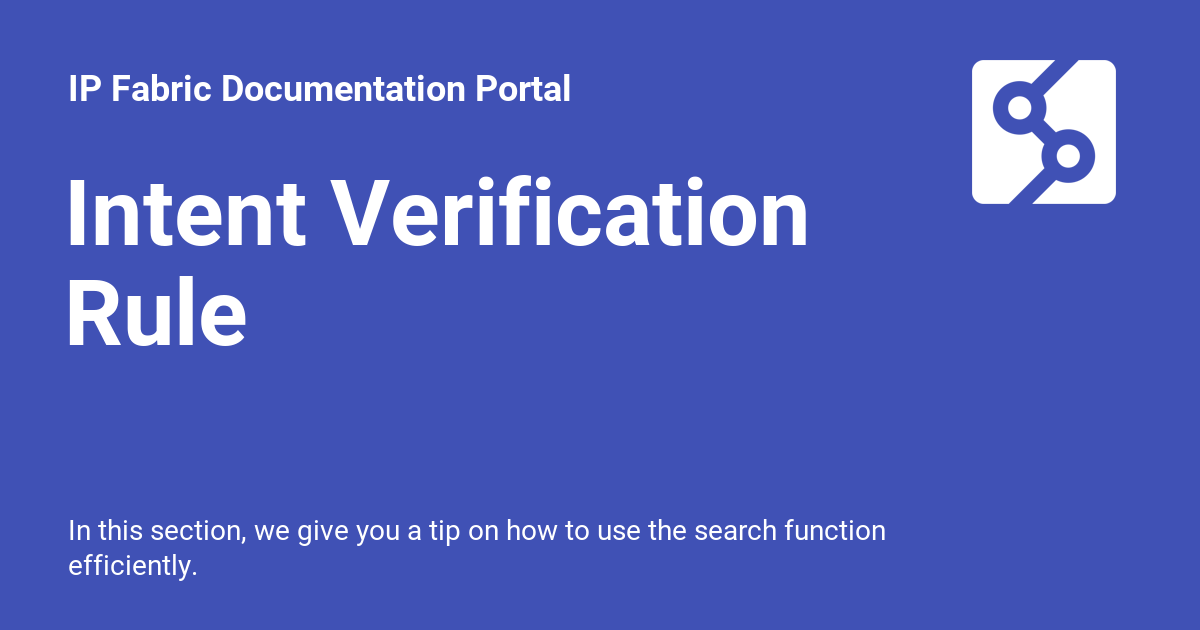 IP Fabric Documentation Portal
Intent Verification
Rule
In this section, we give you a tip on how to use the search function
efficiently.